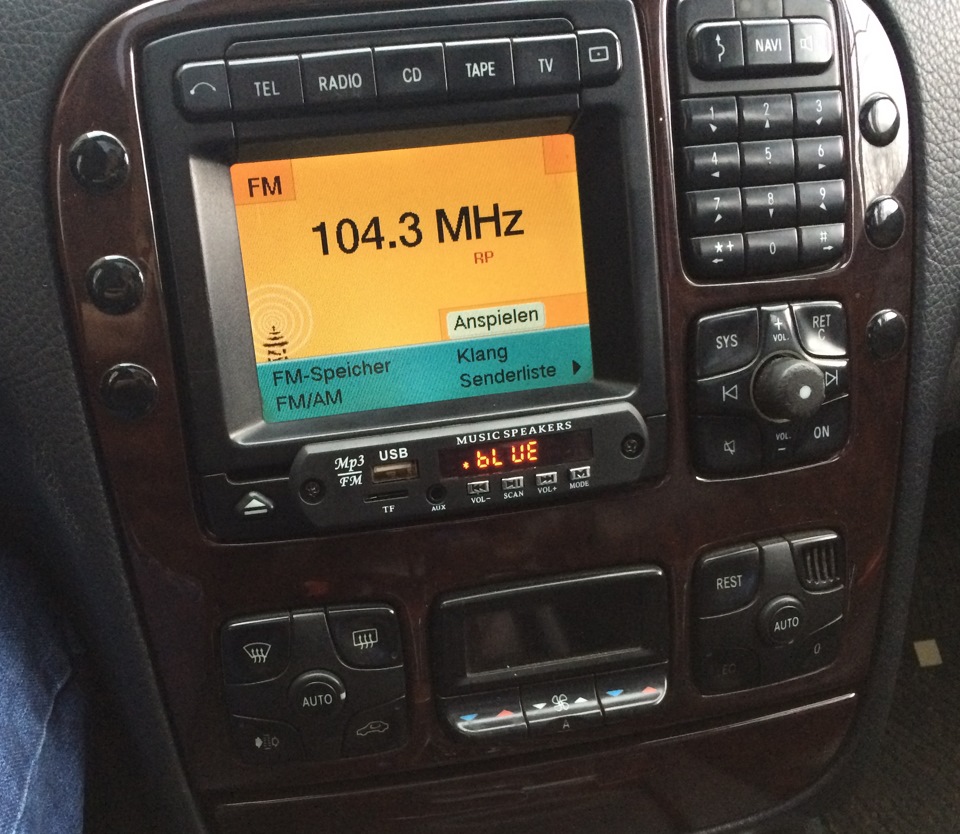 TEL RADIO CD TAPE TV
NAVI
1 2 3
4 5 6
7 8 9
*+ 0 #
FM
104.3 MHz
RP
Anspielen
FM-Speicher Klang
FM/AM Senderliste
SYS + VOL. RET C
VOL. - ON
MUSIC SPEAKERS
Mp3 FM USB
.bLUE
TF AUX VOL- SCAN VOL+ MODE
REST
AUTO
EC 0
AUTO
A